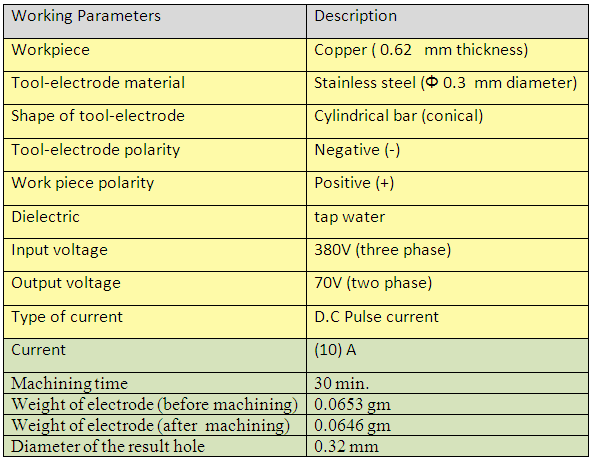 Working Parameters Description
Workpiece Copper ( 0.62 mm thickness)
Tool-electrode material Stainless steel (Φ 0.3 mm diameter)
Shape of tool-electrode Cylindrical bar (conical)
Tool-electrode polarity Negative (-)
Work piece polarity Positive (+)
Dielectric tap water
Input voltage 380V (three phase)
Output voltage 70V (two phase)
Type of current D.C Pulse current
Current (10) A
Machining time 30 min.
Weight of electrode (before machining) 0.0653 gm
Weight of electrode (after machining) 0.0646 gm
Diameter of the result hole 0.32 mm